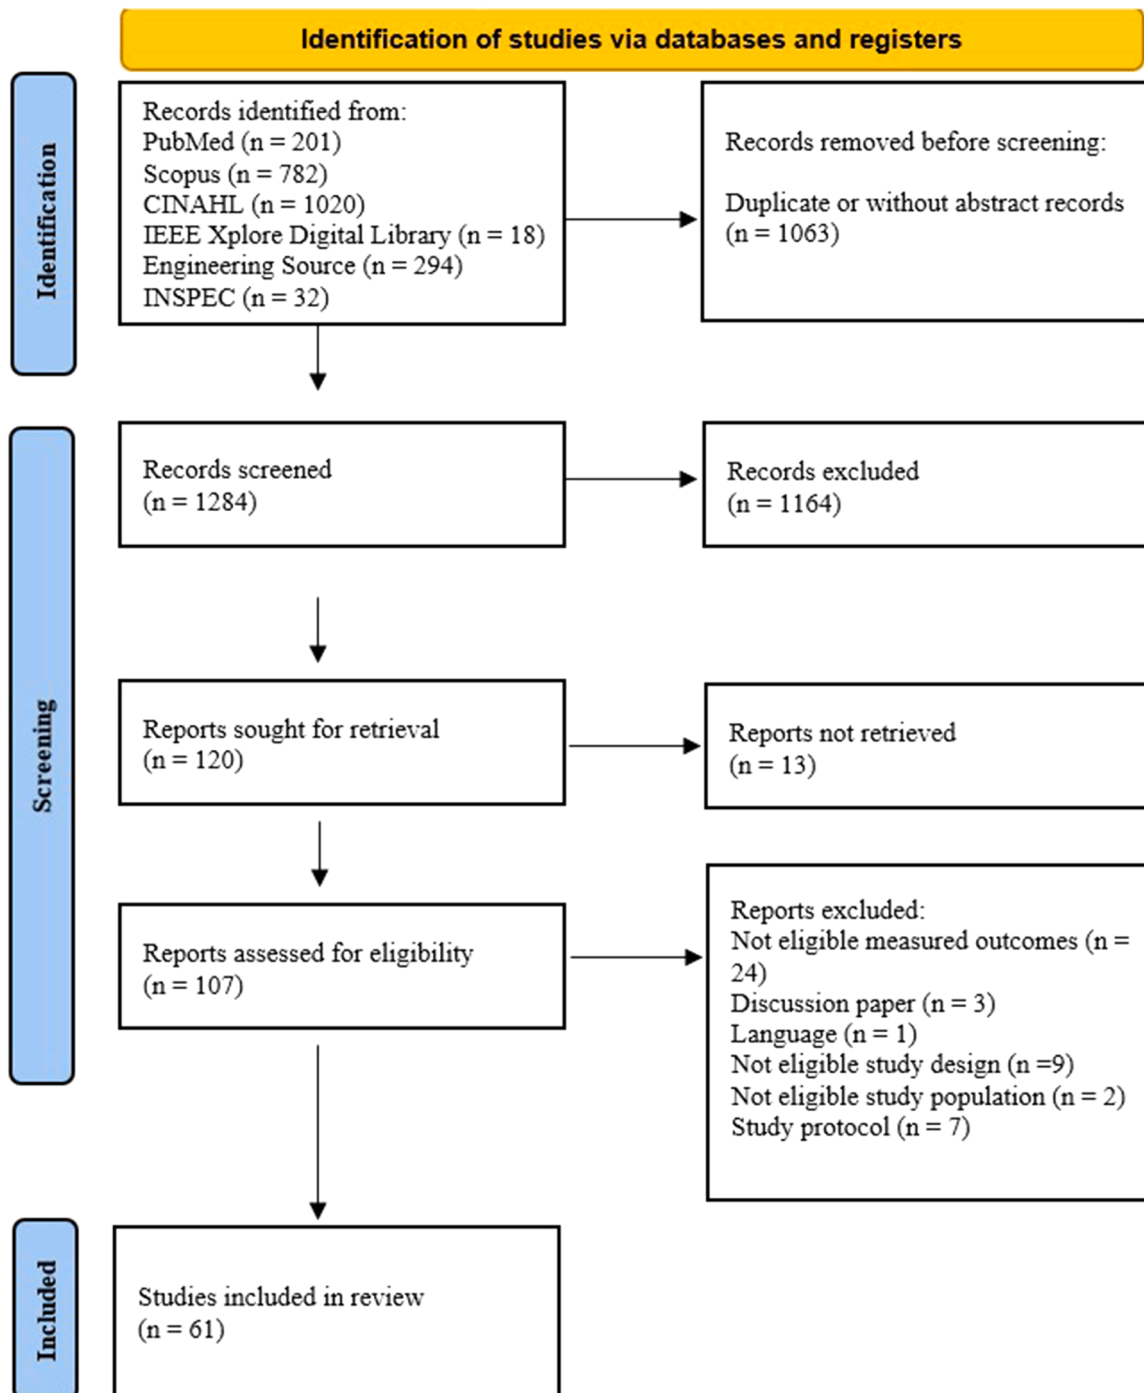 Identification of studies via databases and registers
Identification
Records identified from:
PubMed (n = 201)
Scopus (n = 782)
CINAHL (n = 1020)
IEEE Xplore Digital Library (n = 18)
Engineering Source (n = 294)
INSPEC (n = 32)
Records removed before screening:
Duplicate or without abstract records
(n = 1063)
Screening
Records screened
(n = 1284)
Records excluded
(n = 1164)
Reports sought for retrieval
(n = 120)
Reports not retrieved
(n = 13)
Reports assessed for eligibility
(n = 107)
Reports excluded:
Not eligible measured outcomes (n =
24)
Discussion paper (n = 3)
Language (n = 1)
Not eligible study design (n =9)
Not eligible study population (n = 2)
Study protocol (n = 7)
Included
Studies included in review
(n = 61)